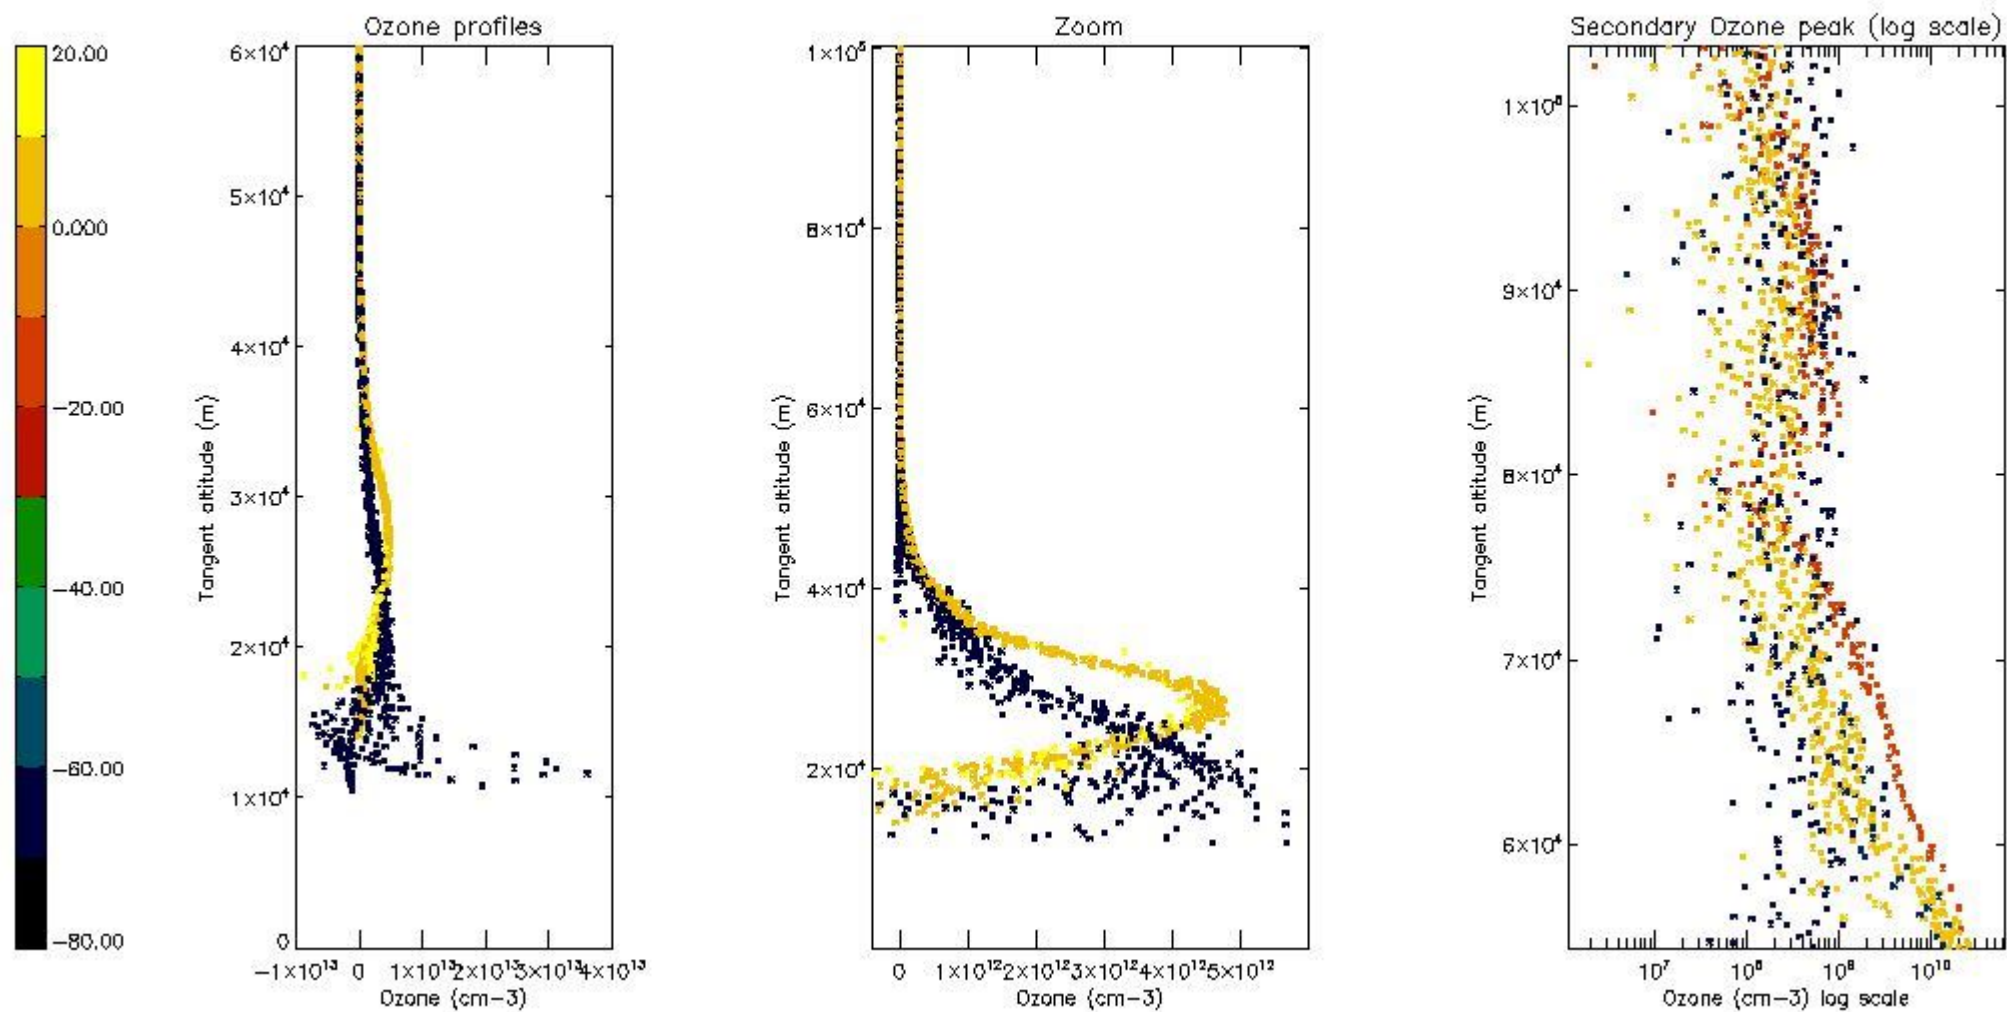 Ozone profiles
Zoom
Secondary Ozone peak (log scale)
20.00
0.000
−20.00
−40.00
−60.00
−80.00
6×10⁴
5×10⁴
4×10⁴
3×10⁴
2×10⁴
1×10⁴
0
Tangent altitude (m)
−1×10¹³ 0 1×10¹³ 2×10¹³ 3×10¹³ 4×10¹³
Ozone (cm−3)
1×10⁵
8×10⁴
6×10⁴
4×10⁴
2×10⁴
Tangent altitude (m)
0 1×10¹² 2×10¹² 3×10¹² 4×10¹² 5×10¹²
Ozone (cm−3)
1×10⁵
9×10⁴
8×10⁴
7×10⁴
6×10⁴
Tangent altitude (m)
10⁷ 10⁸ 10⁹ 10¹⁰
Ozone (cm−3) log scale